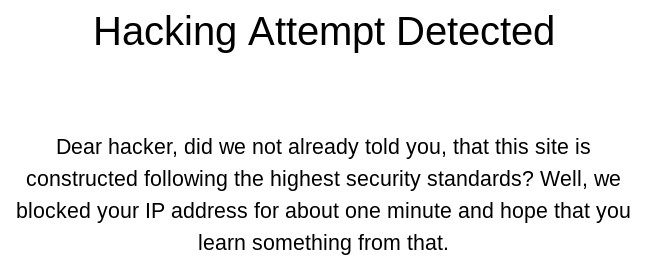 Hacking Attempt Detected
Dear hacker, did we not already told you, that this site is
constructed following the highest security standards? Well, we
blocked your IP address for about one minute and hope that you
learn something from that.